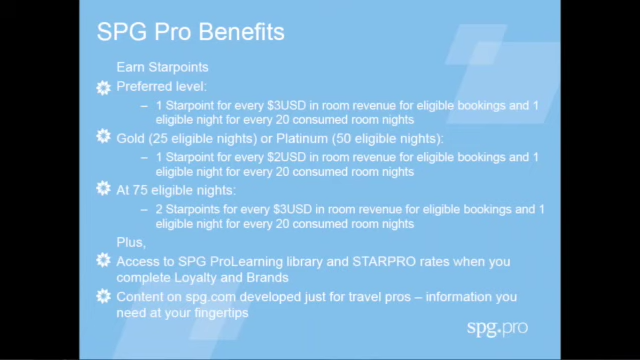 SPG Pro Benefits
Earn Starpoints
Preferred level:
– 1 Starpoint for every $3USD in room revenue for eligible bookings and 1
eligible night for every 20 consumed room nights
Gold (25 eligible nights) or Platinum (50 eligible nights):
– 1 Starpoint for every $2USD in room revenue for eligible bookings and 1
eligible night for every 20 consumed room nights
At 75 eligible nights:
– 2 Starpoints for every $3USD in room revenue for eligible bookings and 1
eligible night for every 20 consumed room nights
Plus,
Access to SPG ProLearning library and STARPRO rates when you
complete Loyalty and Brands
Content on spg.com developed just for travel pros – information you
need at your fingertips
spg.pro